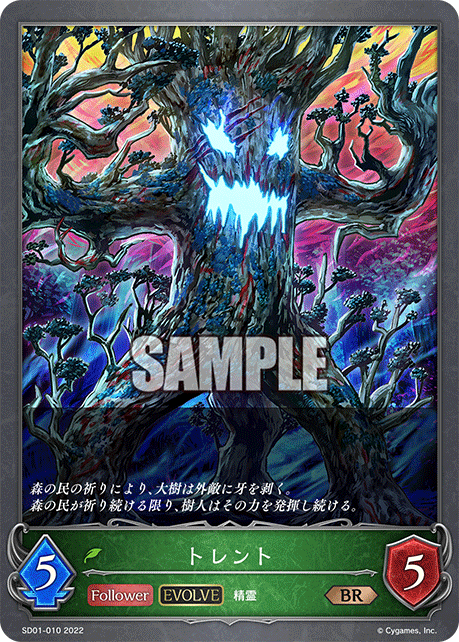 SAMPLE
森の民の祈りにより、大樹は外敵に牙を剥く。
森の民が祈り続ける限り、樹人はその力を発揮し続ける。
トレント
5
5
Follower EVOLVE 精霊 BR
SD01-010 2022 © Cygames, Inc.